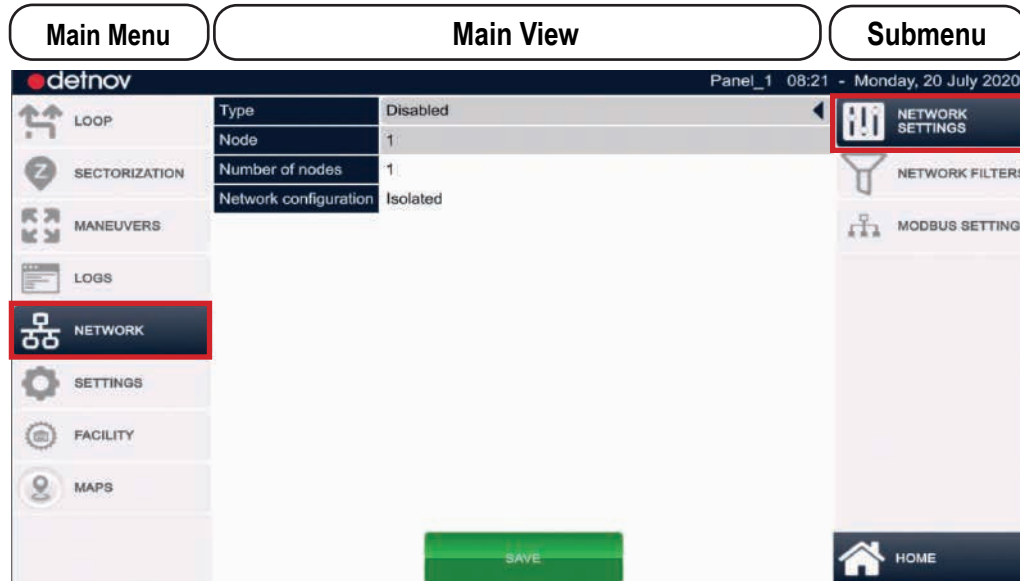 Main Menu
Main View
Submenu
detnov
Panel_1 08:21 - Monday, 20 July 2020
LOOP
SECTORIZATION
MANEUVERS
LOGS
NETWORK
SETTINGS
FACILITY
MAPS
Type Disabled
Node 1
Number of nodes 1
Network configuration Isolated
SAVE
NETWORK
SETTINGS
NETWORK FILTERS
MODBUS SETTING
HOME